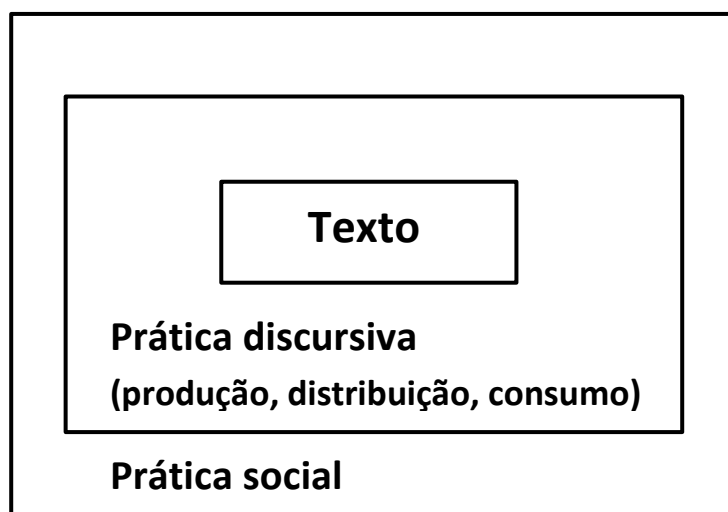 Texto
Prática discursiva
(produção, distribuição, consumo)
Prática social